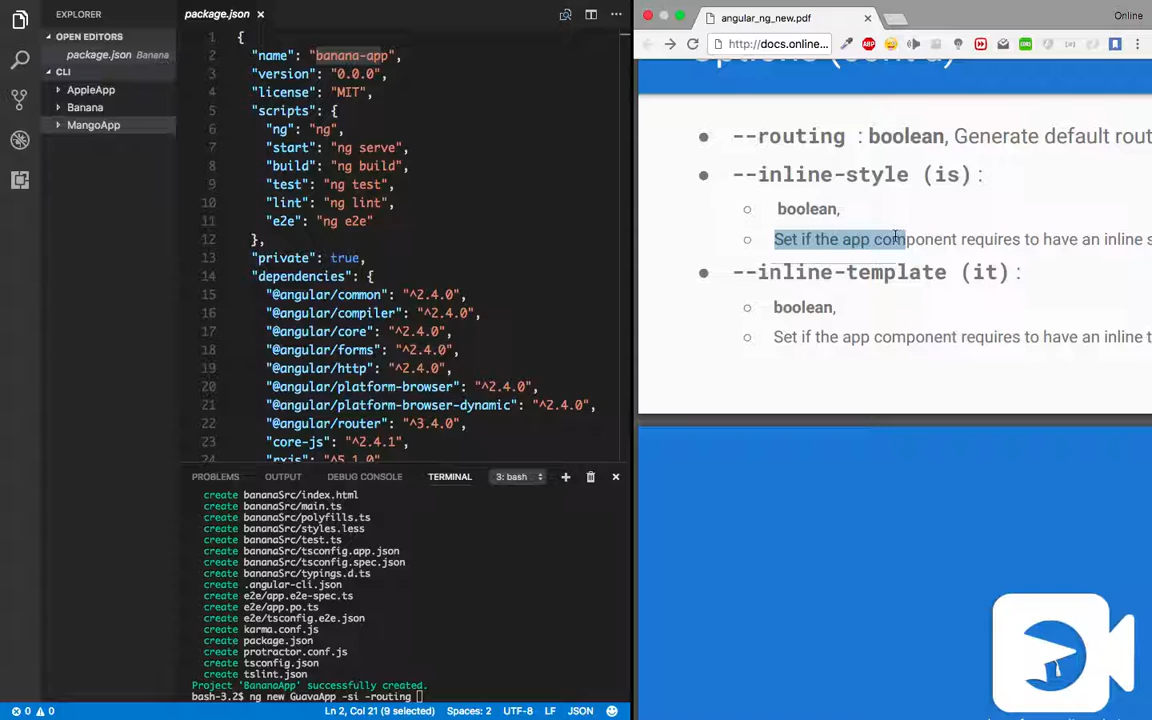 EXPLORER
OPEN EDITORS
package.json Banana
CLI
AppleApp
Banana
MangoApp
package.json
1 {
2 "name": "banana-app",
3 "version": "0.0.0",
4 "license": "MIT",
5 "scripts": {
6 "ng": "ng",
7 "start": "ng serve",
8 "build": "ng build",
9 "test": "ng test",
10 "lint": "ng lint",
11 "e2e": "ng e2e"
12 },
13 "private": true,
14 "dependencies": {
15 "@angular/common": "^2.4.0",
16 "@angular/compiler": "^2.4.0",
17 "@angular/core": "^2.4.0",
18 "@angular/forms": "^2.4.0",
19 "@angular/http": "^2.4.0",
20 "@angular/platform-browser": "^2.4.0",
21 "@angular/platform-browser-dynamic": "^2.4.0",
22 "@angular/router": "^3.4.0",
23 "core-js": "^2.4.1",
24 "rxjs": "^5.1.0"
PROBLEMS OUTPUT DEBUG CONSOLE TERMINAL 3: bash
create bananaSrc/index.html
create bananaSrc/main.ts
create bananaSrc/polyfills.ts
create bananaSrc/styles.less
create bananaSrc/test.ts
create bananaSrc/tsconfig.app.json
create bananaSrc/tsconfig.spec.json
create bananaSrc/typings.d.ts
create .angular-cli.json
create e2e/app.e2e-spec.ts
create e2e/app.po.ts
create e2e/tsconfig.e2e.json
create karma.conf.js
create package.json
create protractor.conf.js
create tsconfig.json
create tslint.json
Project 'BananaApp' successfully created.
bash-3.2$ ng new GuavaApp -si -routing
0 0 Ln 2, Col 21 (9 selected) Spaces: 2 UTF-8 LF JSON
angular_ng_new.pdf
Online
http://docs.online...
ABP
Options (cont'd)
--routing : boolean, Generate default rout
--inline-style (is) :
boolean,
Set if the app component requires to have an inline s
--inline-template (it) :
boolean,
Set if the app component requires to have an inline t